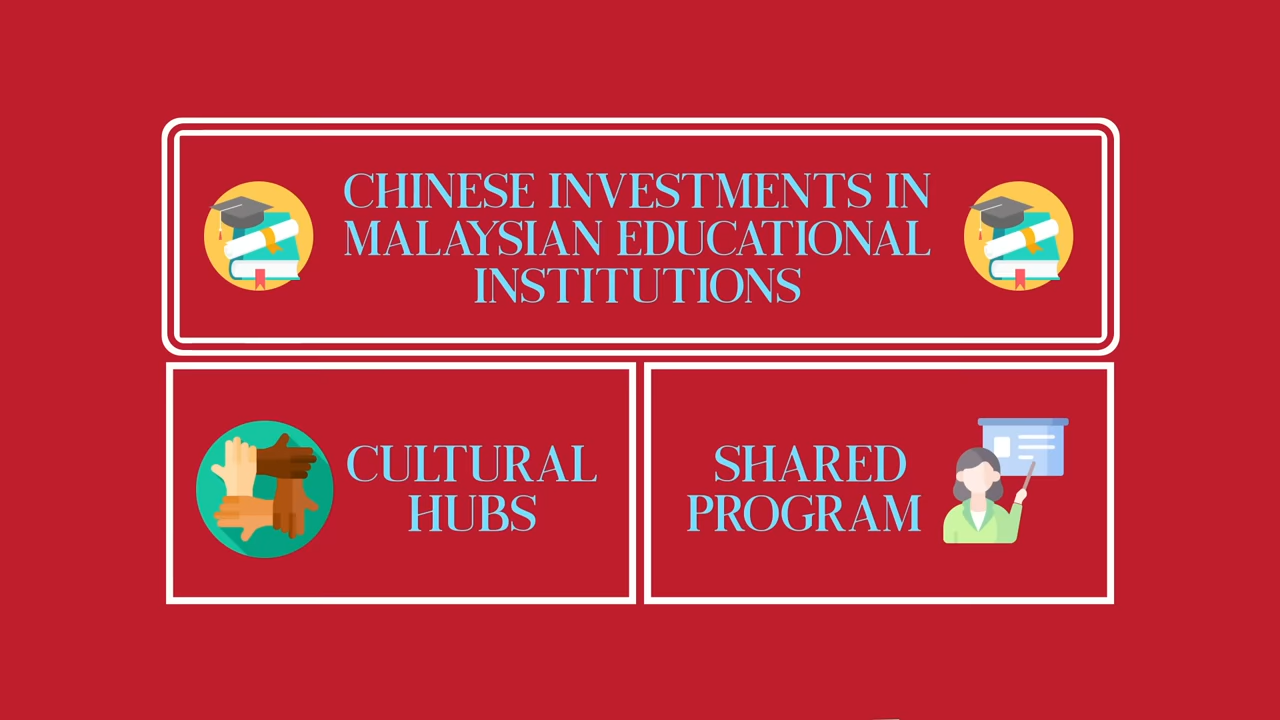 CHINESE INVESTMENTS IN
MALAYSIAN EDUCATIONAL
INSTITUTIONS
CULTURAL
HUBS
SHARED
PROGRAM